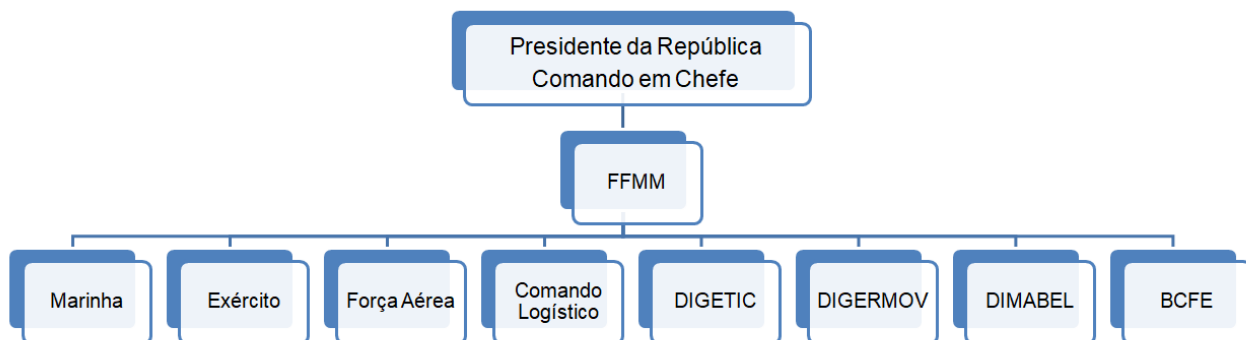 Presidente da República
Comando em Chefe
FFMM
Marinha
Exército
Força Aérea
Comando
Logístico
DIGETIC
DIGERMOV
DIMABEL
BCFE